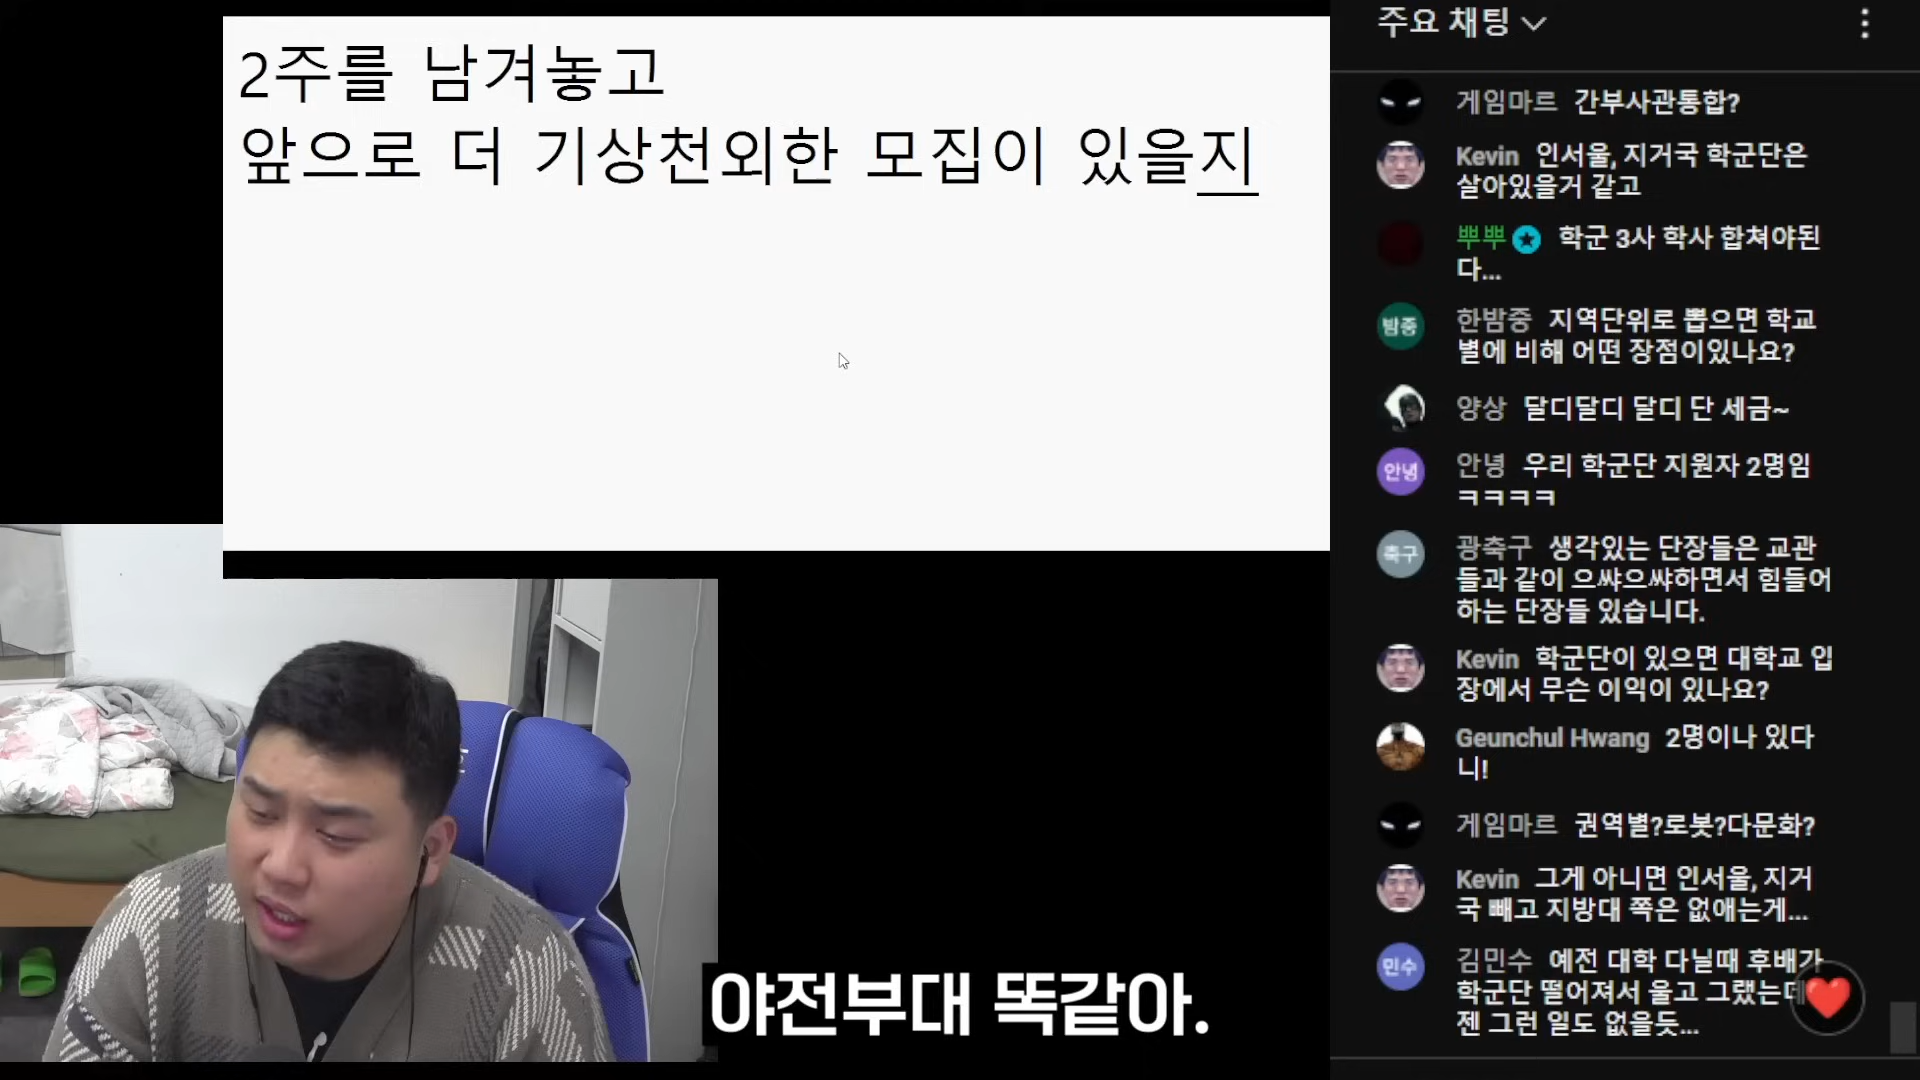 2주를 남겨놓고
앞으로 더 기상천외한 모집이 있을지
야전부대 똑같아.
주요 채팅
게임마르 간부사관통합?
Kevin 인서울, 지거국 학군단은
살아있을거 같고
뿌뿌 학군 3사 학사 합쳐야된
다...
밤중
한밤중 지역단위로 뽑으면 학교
별에 비해 어떤 장점이있나요?
양상 달디달디 달디 단 세금~
안녕
안녕 우리 학군단 지원자 2명임
ㅋㅋㅋㅋ
축구
광축구 생각있는 단장들은 교관
들과 같이 으쌰으쌰하면서 힘들어
하는 단장들 있습니다.
Kevin 학군단이 있으면 대학교 입
장에서 무슨 이익이 있나요?
Geunchul Hwang 2명이나 있다
니!
게임마르 권역별?로봇?다문화?
Kevin 그게 아니면 인서울, 지거
국 빼고 지방대 쪽은 없애는게...
민수
김민수 예전 대학 다닐때 후배가
학군단 떨어져서 울고 그랬는데
젠 그런 일도 없을듯...